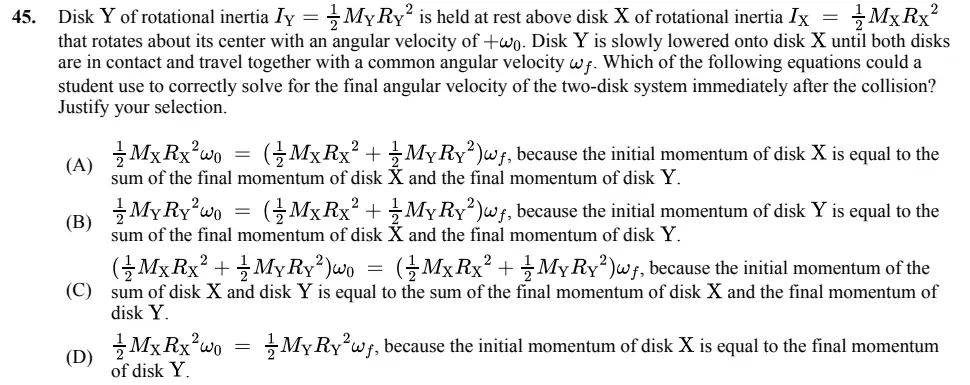 45. Disk Y of rotational inertia I_Y = ½M_YR_Y² is held at rest above disk X of rotational inertia I_X = ½M_XR_X²
that rotates about its center with an angular velocity of +ω₀. Disk Y is slowly lowered onto disk X until both disks
are in contact and travel together with a common angular velocity ω_f. Which of the following equations could a
student use to correctly solve for the final angular velocity of the two-disk system immediately after the collision?
Justify your selection.
(A) ½M_XR_X²ω₀ = (½M_XR_X² + ½M_YR_Y²)ω_f, because the initial momentum of disk X is equal to the
sum of the final momentum of disk X and the final momentum of disk Y.
(B) ½M_YR_Y²ω₀ = (½M_XR_X² + ½M_YR_Y²)ω_f, because the initial momentum of disk Y is equal to the
sum of the final momentum of disk X and the final momentum of disk Y.
(C) (½M_XR_X² + ½M_YR_Y²)ω₀ = (½M_XR_X² + ½M_YR_Y²)ω_f, because the initial momentum of the
sum of disk X and disk Y is equal to the sum of the final momentum of disk X and the final momentum of
disk Y.
(D) ½M_XR_X²ω₀ = ½M_YR_Y²ω_f, because the initial momentum of disk X is equal to the final momentum
of disk Y.